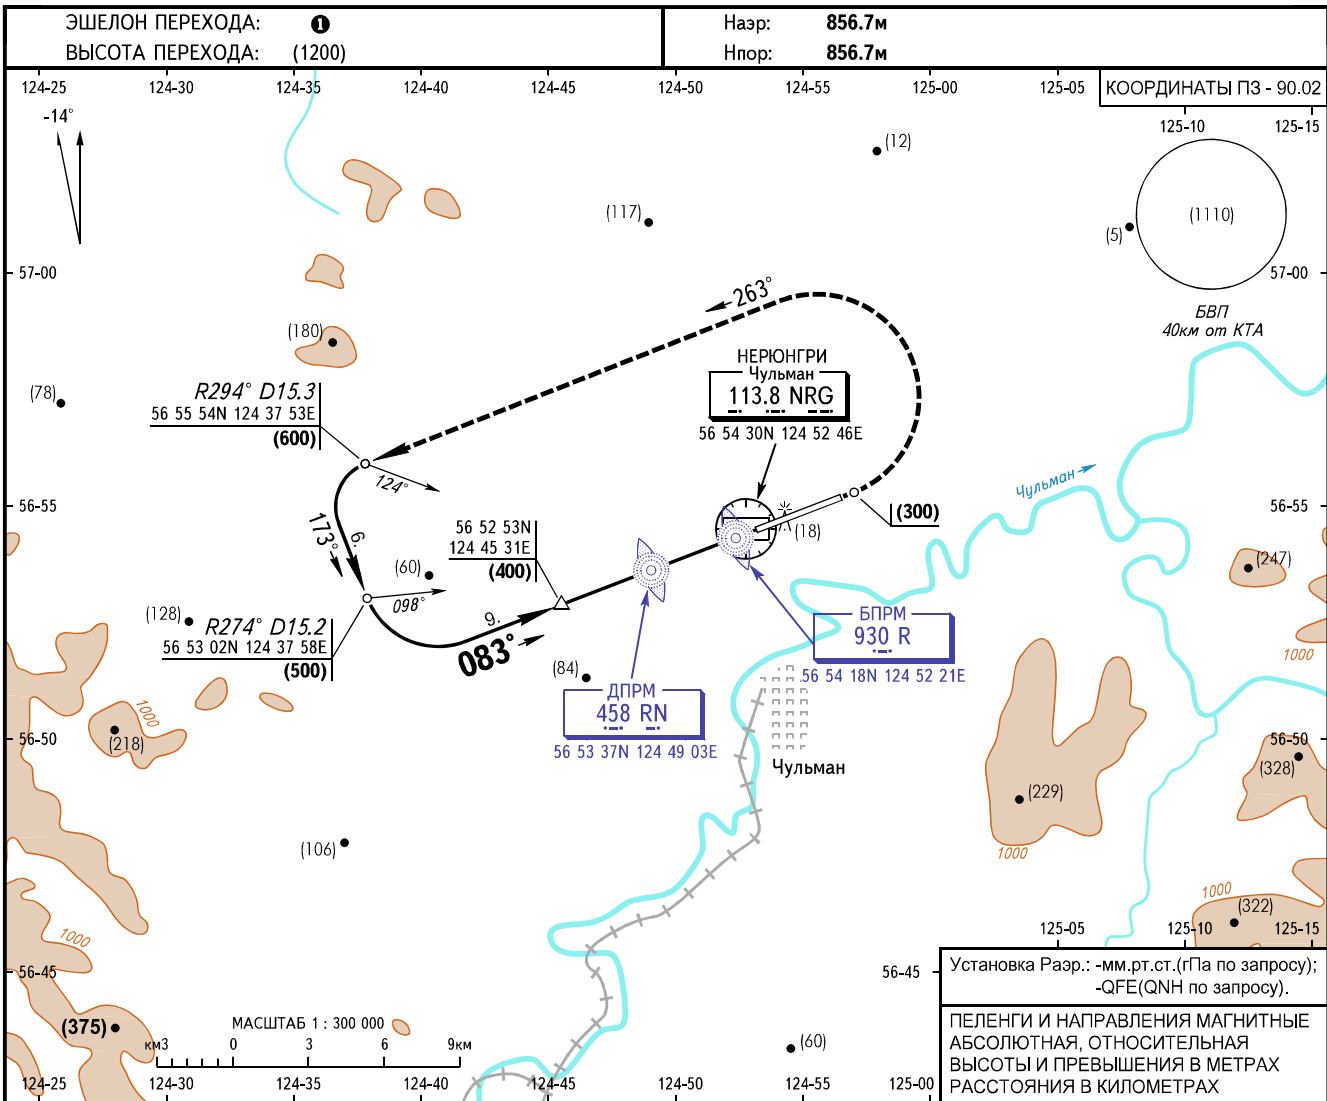 ЭШЕЛОН ПЕРЕХОДА: 1
ВЫСОТА ПЕРЕХОДА: (1200)
Наэр: 856.7м
Нпор: 856.7м
124-25 124-30 124-35 124-40 124-45 124-50 124-55 125-00 125-05
КООРДИНАТЫ ПЗ - 90.02
125-10 125-15
-14°
(12)
(117)
(1110)
(5)
57-00
57-00
263°
БВП
40км от КТА
(180)
НЕРЮНГРИ
Чульман
113.8 NRG
56 54 30N 124 52 46E
(78)
R294° D15.3
56 55 54N 124 37 53E
(600)
124°
Чульман
56-55
56-55
173°
6.
56 52 53N
124 45 31E
(400)
(300)
(18)
(60)
098°
(247)
(128)
R274° D15.2
56 53 02N 124 37 58E
(500)
9.
083°
БПРМ
930 R
56 54 18N 124 52 21E
1000
(84)
ДПРМ
458 RN
56 53 37N 124 49 03E
1000
(218)
56-50
56-50
(328)
Чульман
(229)
1000
(106)
1000
(322)
1000
125-05 125-10 125-15
56-45
56-45
Установка Раэр.: -мм.рт.ст.(гПа по запросу);
-QFE(QNH по запросу).
(375)
МАСШТАБ 1 : 300 000
км3 0 3 6 9км
(60)
ПЕЛЕНГИ И НАПРАВЛЕНИЯ МАГНИТНЫЕ
АБСОЛЮТНАЯ, ОТНОСИТЕЛЬНАЯ
ВЫСОТЫ И ПРЕВЫШЕНИЯ В МЕТРАХ
РАССТОЯНИЯ В КИЛОМЕТРАХ
124-25 124-30 124-35 124-40 124-45 124-50 124-55 125-00